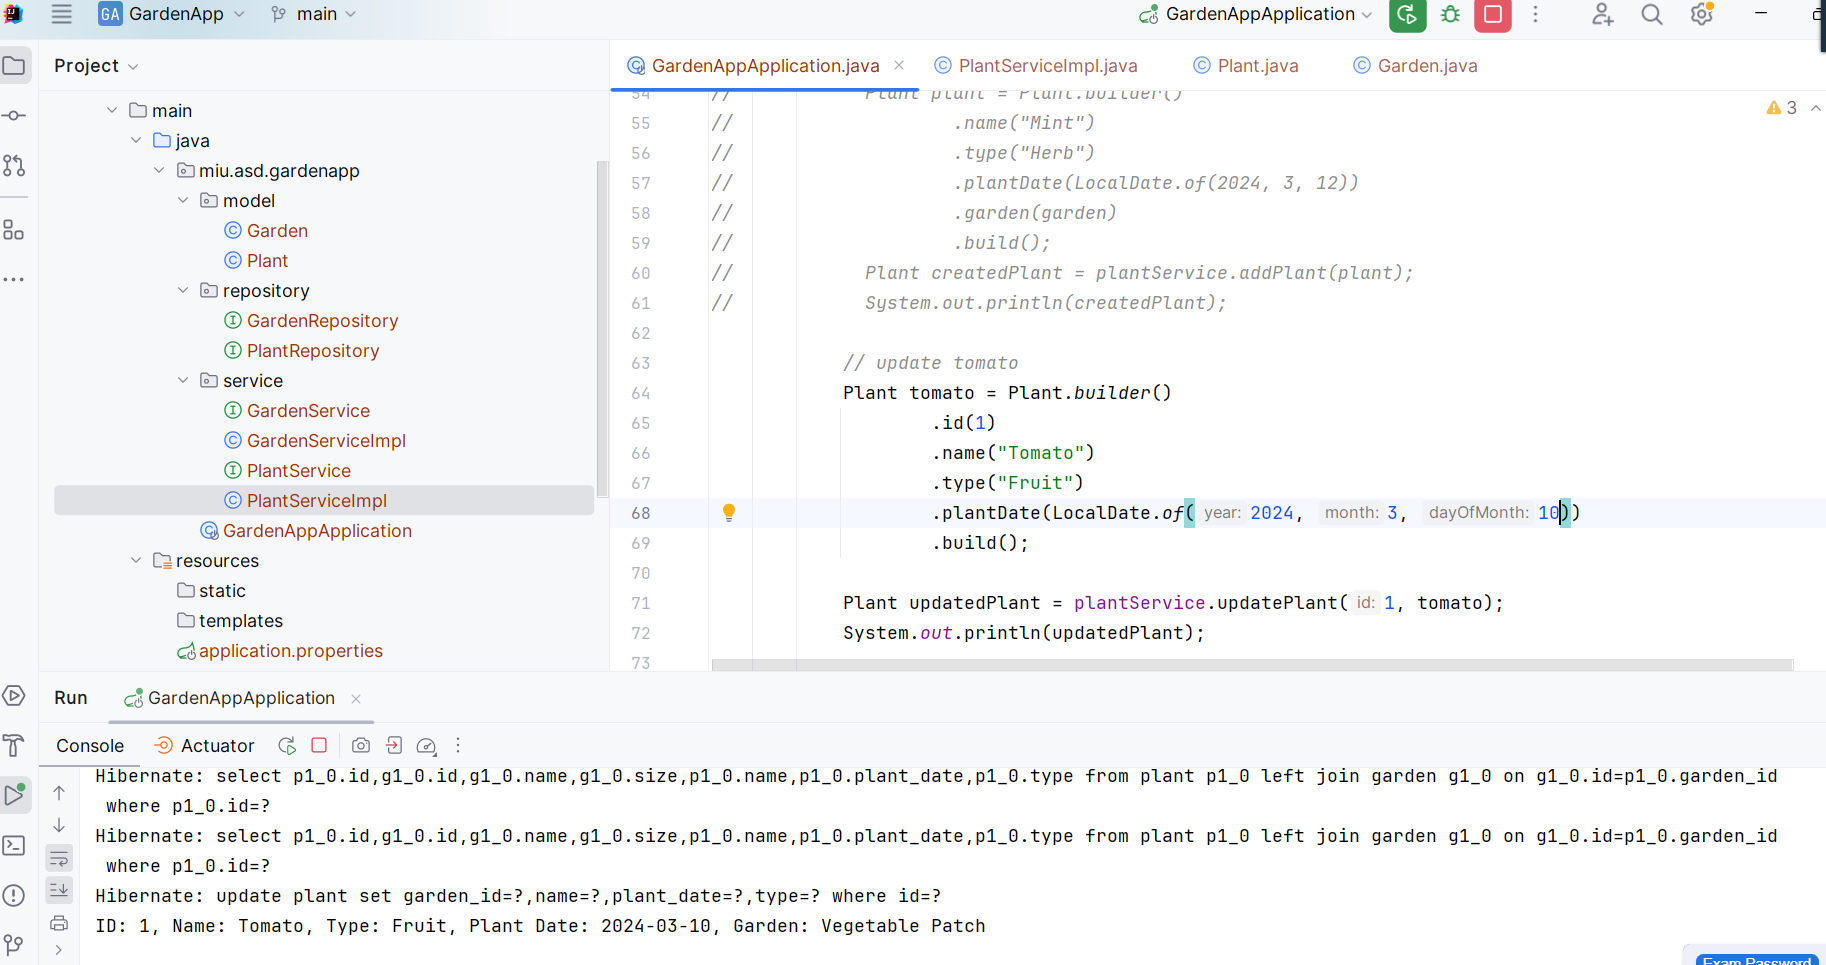 GA GardenApp main GardenAppApplication
Project
GardenAppApplication.java PlantServiceImpl.java Plant.java Garden.java
main
java
miu.asd.gardenapp
model
Garden
Plant
repository
GardenRepository
PlantRepository
service
GardenService
GardenServiceImpl
PlantService
PlantServiceImpl
GardenAppApplication
resources
static
templates
application.properties
3
54 // Plant plant = Plant.builder()
55 // .name("Mint")
56 // .type("Herb")
57 // .plantDate(LocalDate.of(2024, 3, 12))
58 // .garden(garden)
59 // .build();
60 // Plant createdPlant = plantService.addPlant(plant);
61 // System.out.println(createdPlant);
62
63 // update tomato
64 Plant tomato = Plant.builder()
65 .id(1)
66 .name("Tomato")
67 .type("Fruit")
68 .plantDate(LocalDate.of( year: 2024, month: 3, dayOfMonth: 10))
69 .build();
70
71 Plant updatedPlant = plantService.updatePlant( id: 1, tomato);
72 System.out.println(updatedPlant);
73
Run GardenAppApplication
Console Actuator
Hibernate: select p1_0.id,g1_0.id,g1_0.name,g1_0.size,p1_0.name,p1_0.plant_date,p1_0.type from plant p1_0 left join garden g1_0 on g1_0.id=p1_0.garden_id
where p1_0.id=?
Hibernate: select p1_0.id,g1_0.id,g1_0.name,g1_0.size,p1_0.name,p1_0.plant_date,p1_0.type from plant p1_0 left join garden g1_0 on g1_0.id=p1_0.garden_id
where p1_0.id=?
Hibernate: update plant set garden_id=?,name=?,plant_date=?,type=? where id=?
ID: 1, Name: Tomato, Type: Fruit, Plant Date: 2024-03-10, Garden: Vegetable Patch
Exam Password